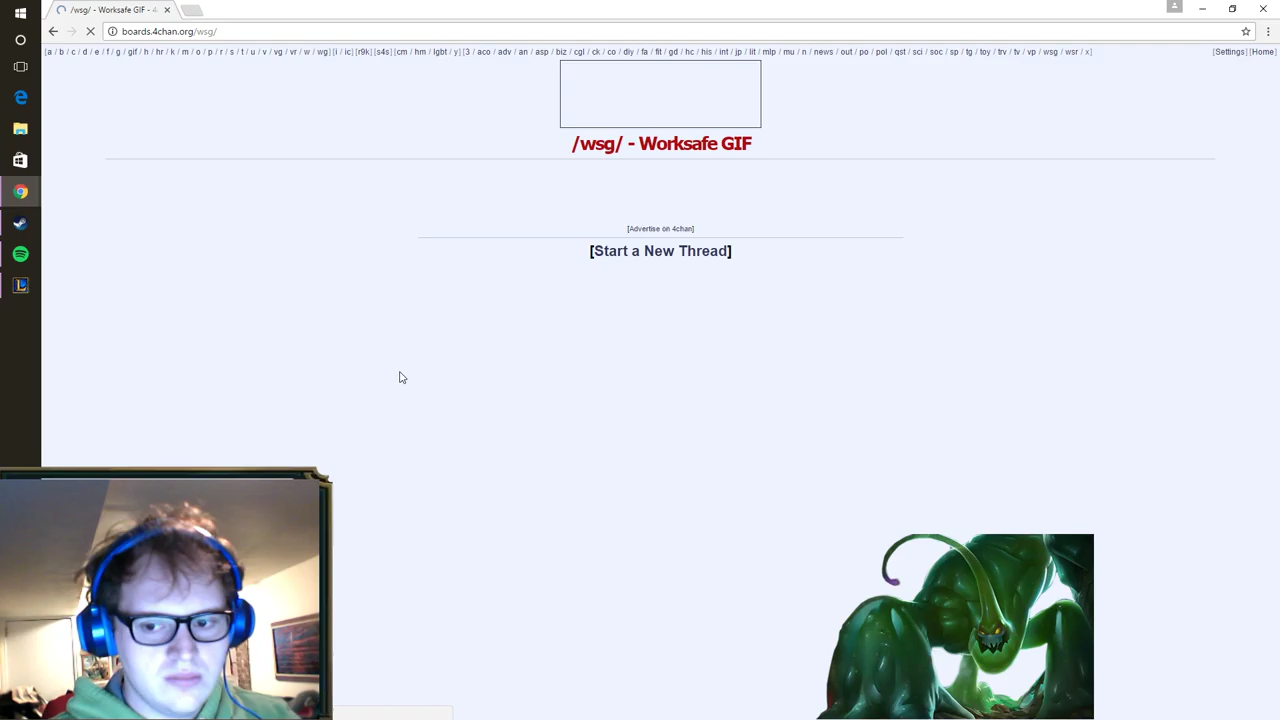 /wsg/ - Worksafe GIF - 4
boards.4chan.org/wsg/
[a / b / c / d / e / f / g / gif / h / hr / k / m / o / p / r / s / t / u / v / vg / vr / w / wg] [i / ic] [r9k] [s4s] [cm / hm / lgbt / y] [3 / aco / adv / an / asp / biz / cgl / ck / co / diy / fa / fit / gd / hc / his / int / jp / lit / mlp / mu / n / news / out / po / pol / qst / sci / soc / sp / tg / toy / trv / tv / vp / wsg / wsr / x] [Settings] [Home]
/wsg/ - Worksafe GIF
[Advertise on 4chan]
[Start a New Thread]